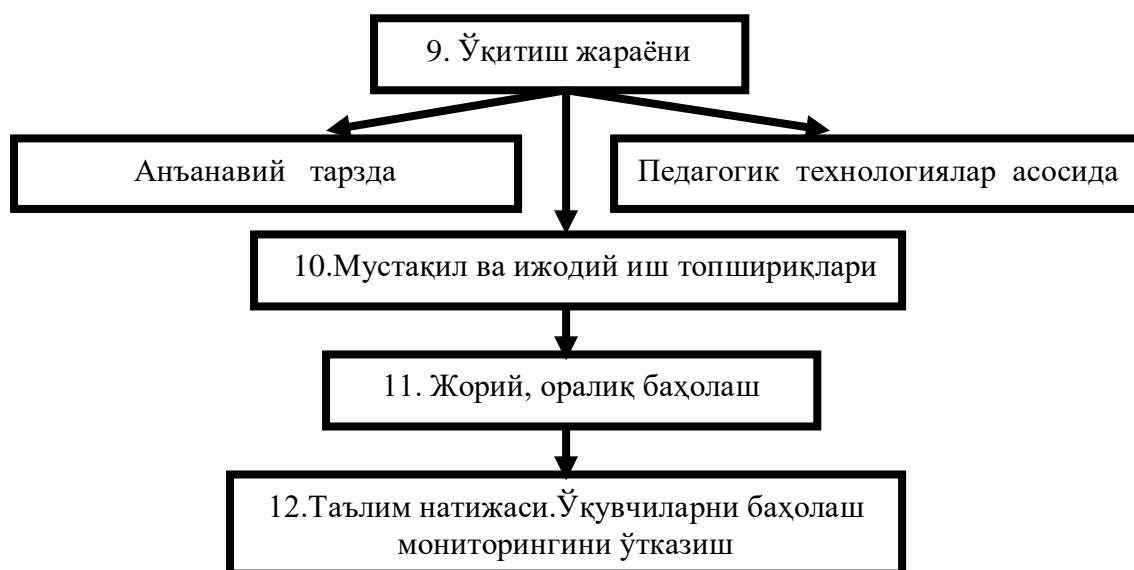 9. Ўқитиш жараёни
Анъанавий тарзда
Педагогик технологиялар асосида
10.Мустақил ва ижодий иш топшириқлари
11. Жорий, оралиқ баҳолаш
12.Таълим натижаси.Ўқувчиларни баҳолаш
мониторингини ўтказиш